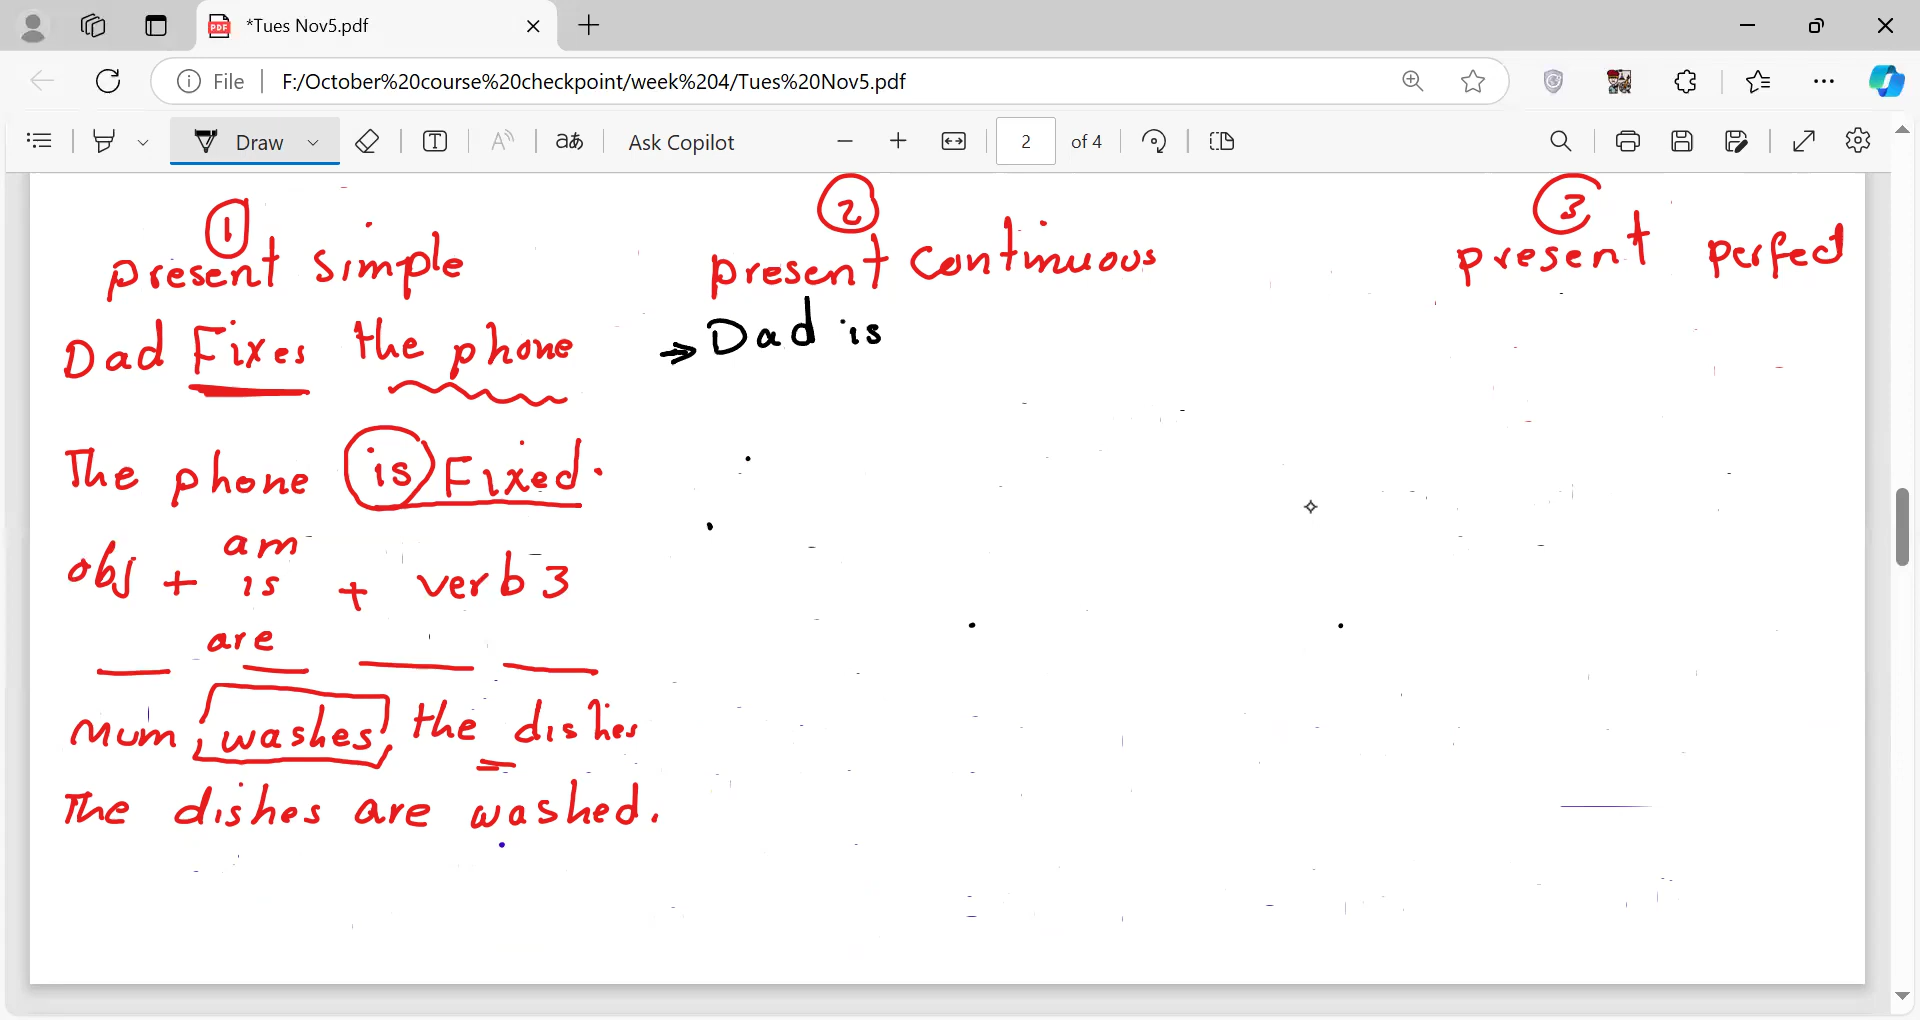 *Tues Nov5.pdf
File F:/October%20course%20checkpoint/week%204/Tues%20Nov5.pdf
Draw T A aあ Ask Copilot 2 of 4
1 2 3
present simple present continuous present perfect
Dad Fixes the phone → Dad is
The phone is Fixed.
am
obj + is + verb 3
are
Mum washes the dishes
The dishes are washed.